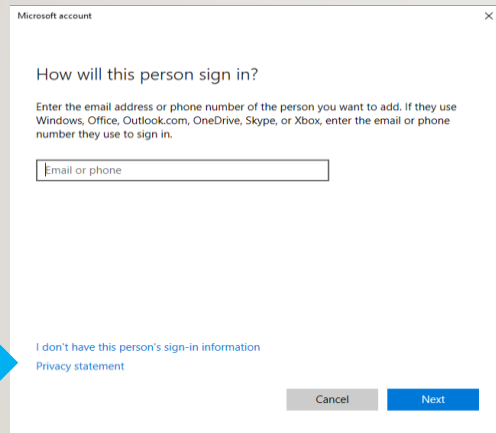 Microsoft account
How will this person sign in?
Enter the email address or phone number of the person you want to add. If they use
Windows, Office, Outlook.com, OneDrive, Skype, or Xbox, enter the email or phone
number they use to sign in.
Email or phone
I don't have this person's sign-in information
Privacy statement
Cancel
Next